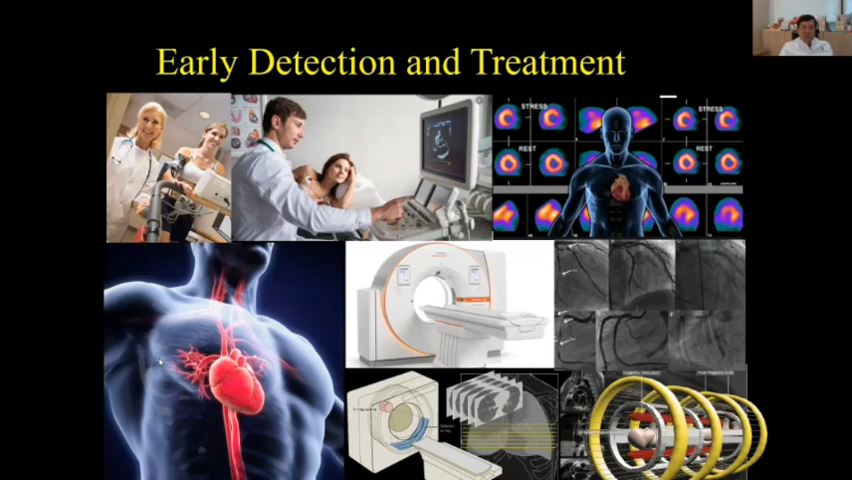 Early Detection and Treatment
STRESS
STRESS
REST
REST